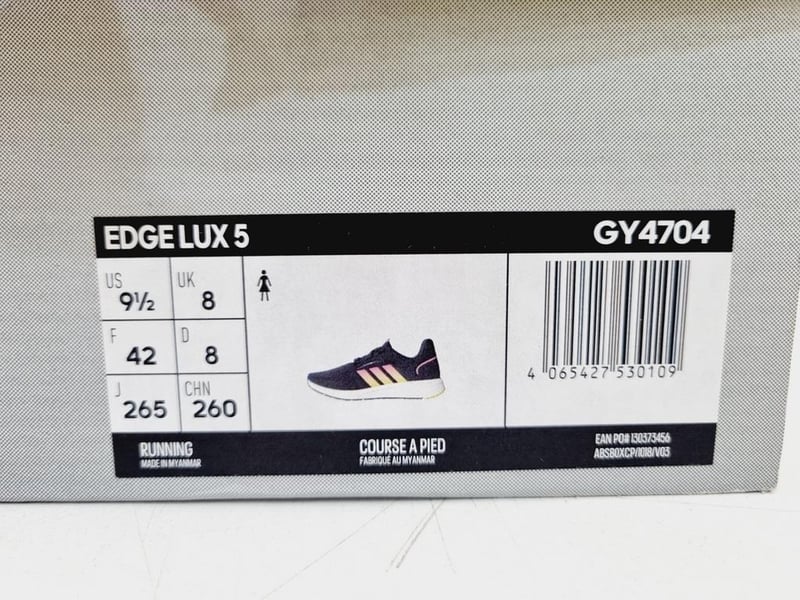 EDGE LUX 5 GY4704
US UK
9½ 8
F D
42 8
J CHN
265 260
4 065427 530109
RUNNING
MADE IN MYANMAR
COURSE A PIED
FABRIQUÉ AU MYANMAR
EAN PO# 130373456
ABSBOXCP/1018/V03